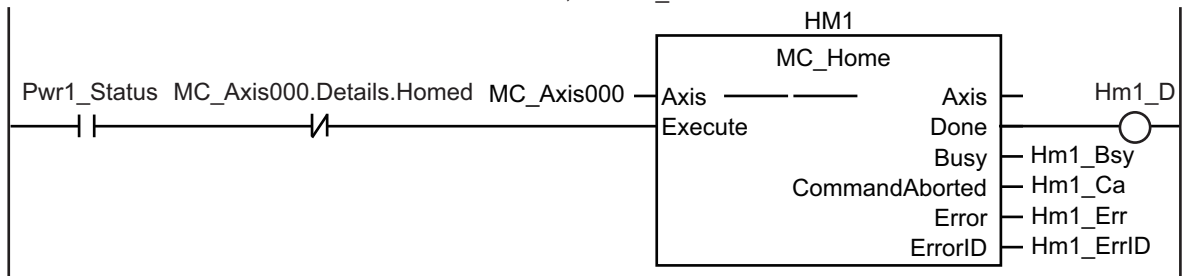 HM1
MC_Home
Pwr1_Status MC_Axis000.Details.Homed MC_Axis000 Axis Axis Hm1_D
Execute Done
Busy Hm1_Bsy
CommandAborted Hm1_Ca
Error Hm1_Err
ErrorID Hm1_ErrID